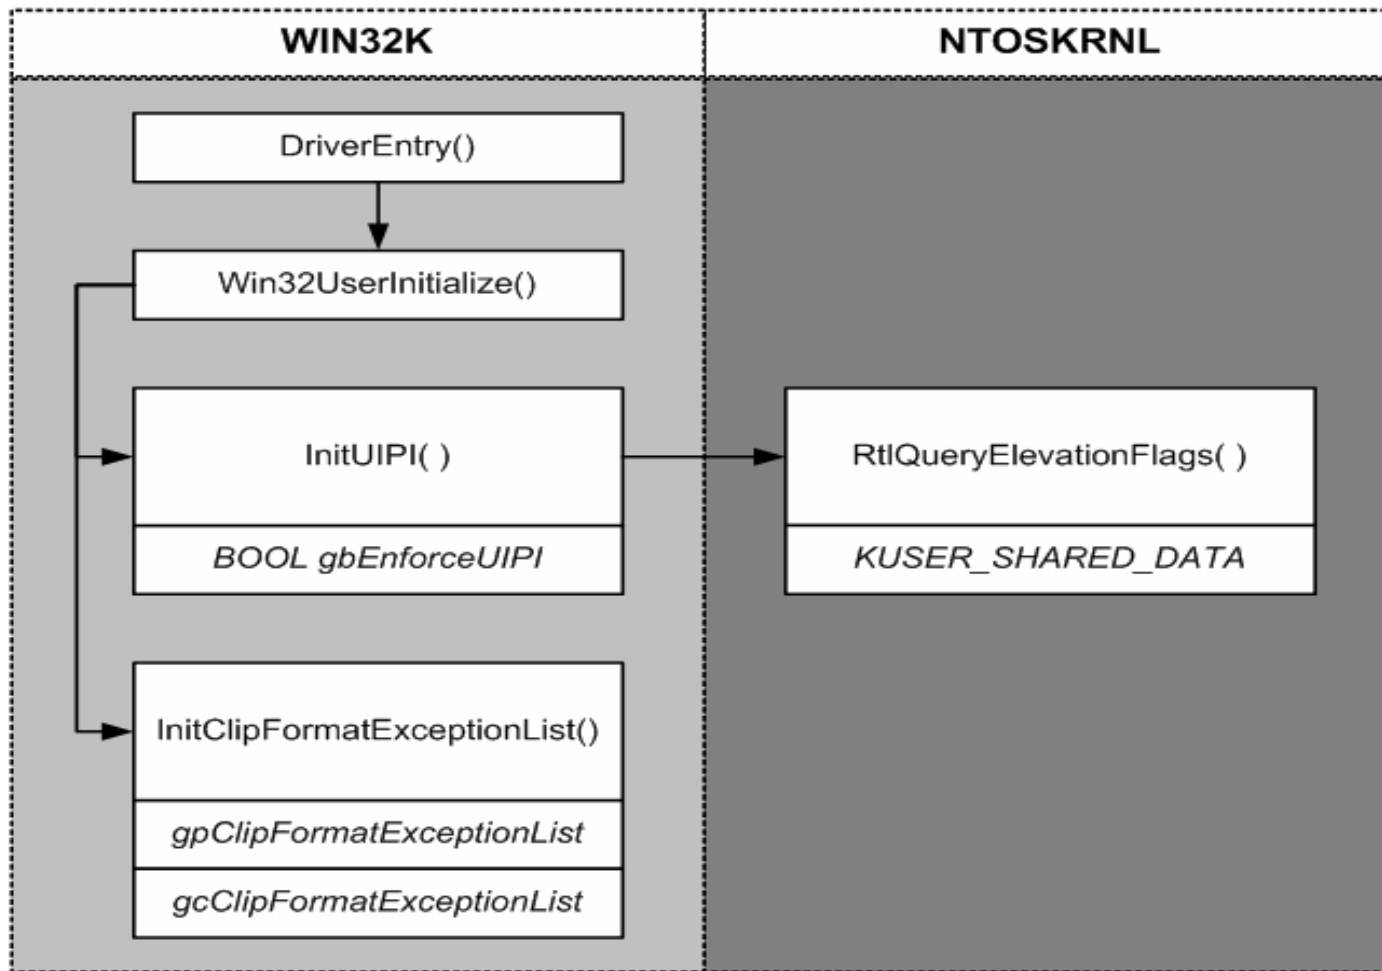 WIN32K
NTOSKRNL
DriverEntry()
Win32UserInitialize()
InitUIPI( )
RtlQueryElevationFlags( )
BOOL gbEnforceUIPI
KUSER_SHARED_DATA
InitClipFormatExceptionList()
gpClipFormatExceptionList
gcClipFormatExceptionList